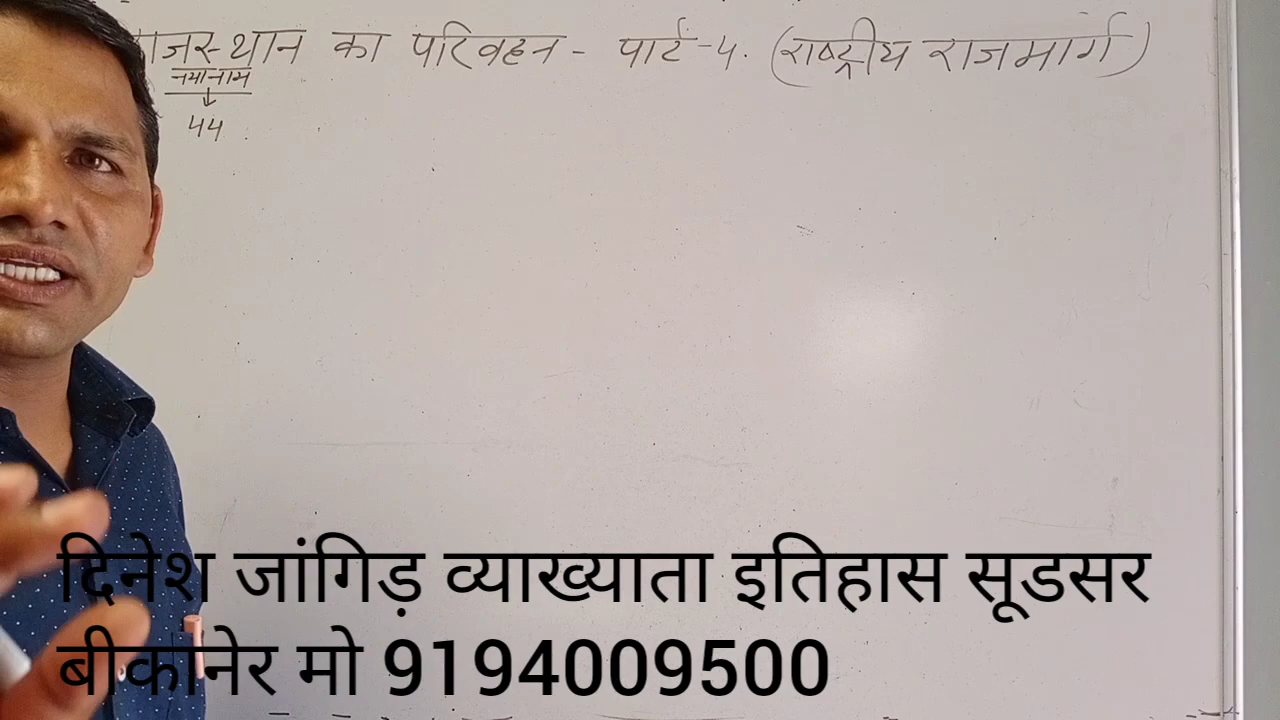 राजस्थान का परिवहन - पार्ट-4. (राष्ट्रीय राजमार्ग)
नयानाम
↓
44
दिनेश जांगिड़ व्याख्याता इतिहास सूडसर
बीकानेर मो 9194009500